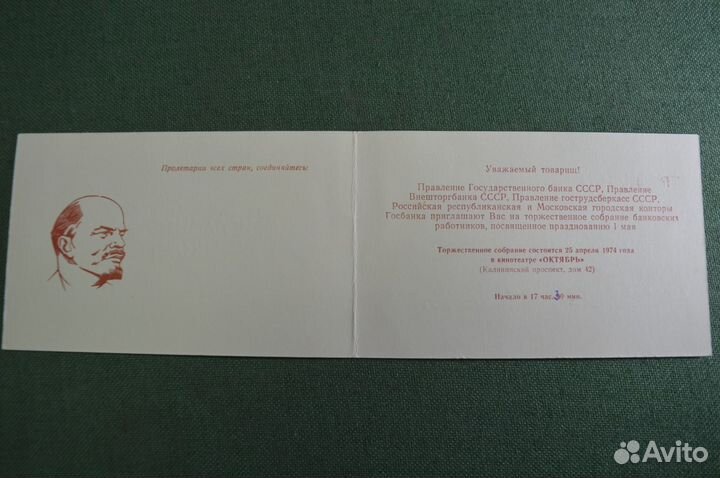 Пролетарии всех стран, соединяйтесь!
Уважаемый товарищ!
Правление Государственного банка СССР, Правление
Внешторгбанка СССР, Правление гострудсберкасс СССР,
Российская республиканская и Московская городская конторы
Госбанка приглашают Вас на торжественное собрание банковских
работников, посвященное празднованию 1 мая
Торжественное собрание состоится 25 апреля 1974 года
в кинотеатре «ОКТЯБРЬ»
(Калининский проспект, дом 42)
Начало в 17 час. 30 мин.
Avito